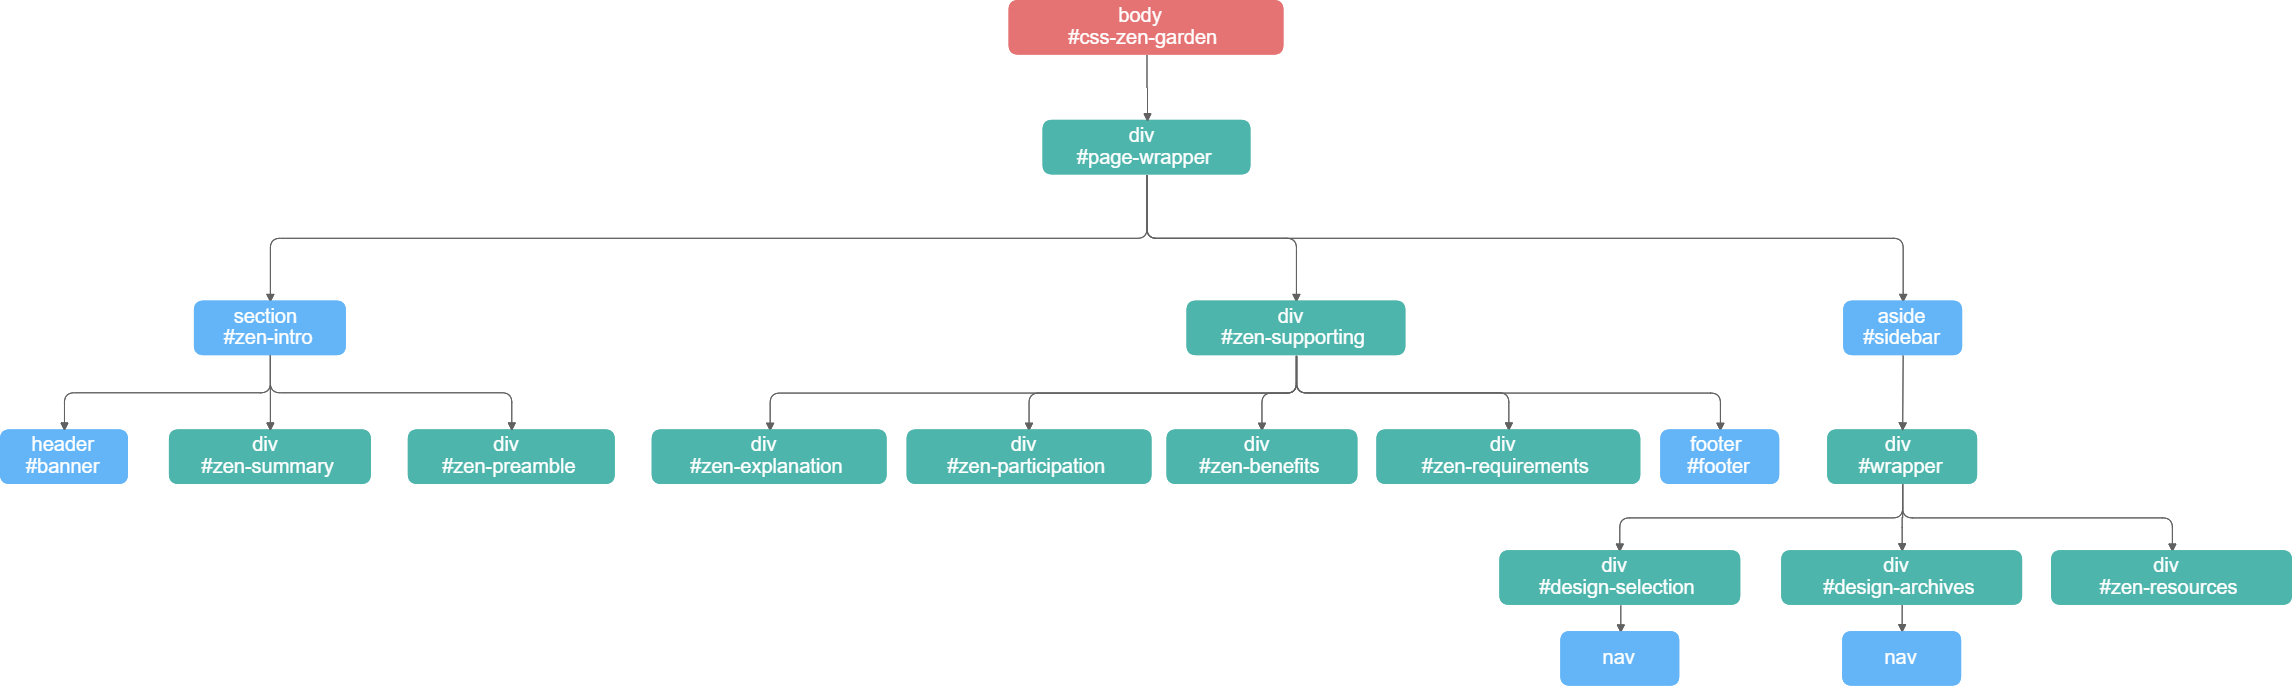 body
#css-zen-garden
div
#page-wrapper
section
#zen-intro
div
#zen-supporting
aside
#sidebar
header
#banner
div
#zen-summary
div
#zen-preamble
div
#zen-explanation
div
#zen-participation
div
#zen-benefits
div
#zen-requirements
footer
#footer
div
#wrapper
div
#design-selection
div
#design-archives
div
#zen-resources
nav
nav